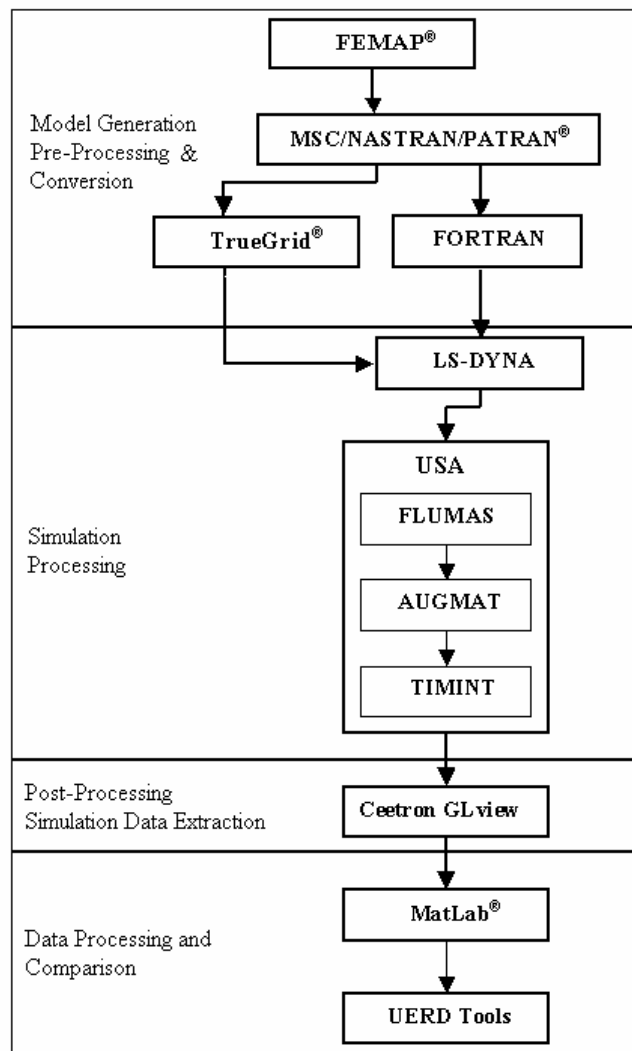 FEMAP®
Model Generation
Pre-Processing &
Conversion
MSC/NASTRAN/PATRAN®
TrueGrid®
FORTRAN
LS-DYNA
USA
FLUMAS
Simulation
Processing
AUGMAT
TIMINT
Post-Processing
Simulation Data Extraction
Ceetron GLview
MatLab®
Data Processing and
Comparison
UERD Tools